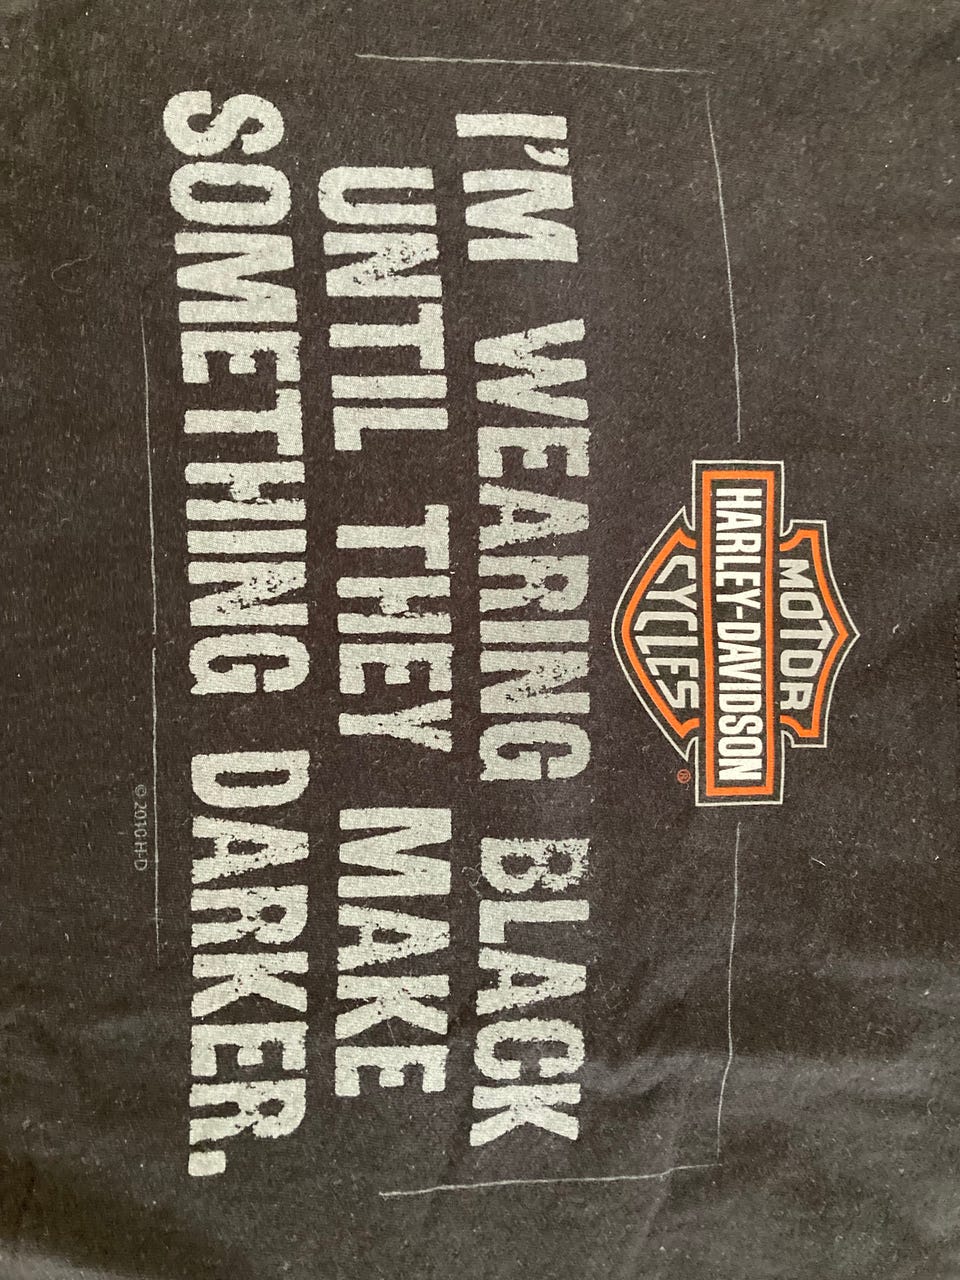 MOTOR
HARLEY-DAVIDSON
CYCLES
®
I'M WEARING BLACK
UNTIL THEY MAKE
SOMETHING DARKER.
©2010 H-D